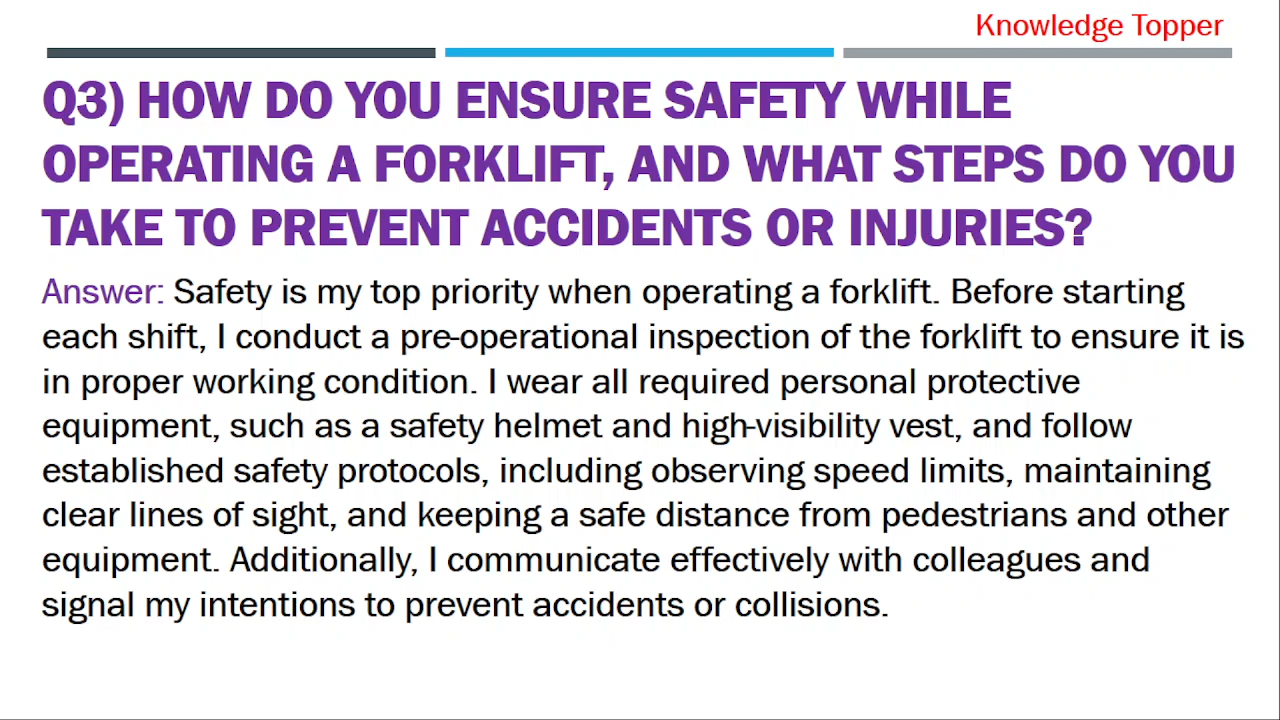 Knowledge Topper
Q3) HOW DO YOU ENSURE SAFETY WHILE
OPERATING A FORKLIFT, AND WHAT STEPS DO YOU
TAKE TO PREVENT ACCIDENTS OR INJURIES?
Answer: Safety is my top priority when operating a forklift. Before starting
each shift, I conduct a pre-operational inspection of the forklift to ensure it is
in proper working condition. I wear all required personal protective
equipment, such as a safety helmet and high-visibility vest, and follow
established safety protocols, including observing speed limits, maintaining
clear lines of sight, and keeping a safe distance from pedestrians and other
equipment. Additionally, I communicate effectively with colleagues and
signal my intentions to prevent accidents or collisions.